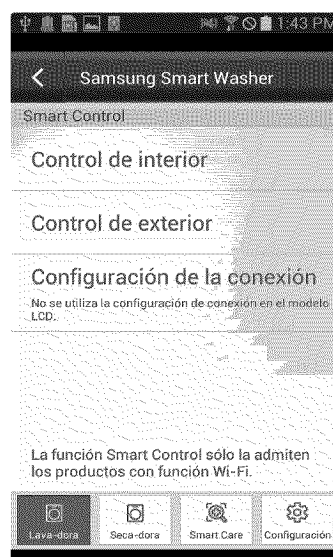 1:43 PM
Samsung Smart Washer
Smart Control
Control de interior
Control de exterior
Configuración de la conexión
No se utiliza la configuración de conexión en el modelo
LCD.
La función Smart Control sólo la admiten
los productos con función Wi-Fi.
Lava-dora
Seca-dora
Smart Care
Configuración